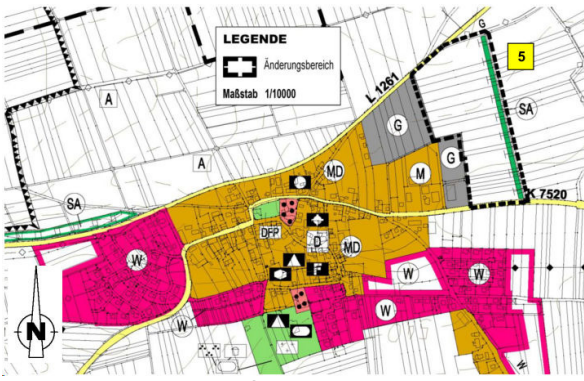 LEGENDE
Änderungsbereich
Maßstab 1/10000
G
5
L 1261
A
G
SA
A
MD
M
G
K 7520
SA
DFP
D
MD
W
F
W
W
W
W
W
N